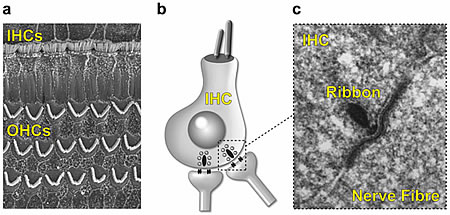 a
IHCs
OHCs
b
IHC
c
IHC
Ribbon
Nerve Fibre